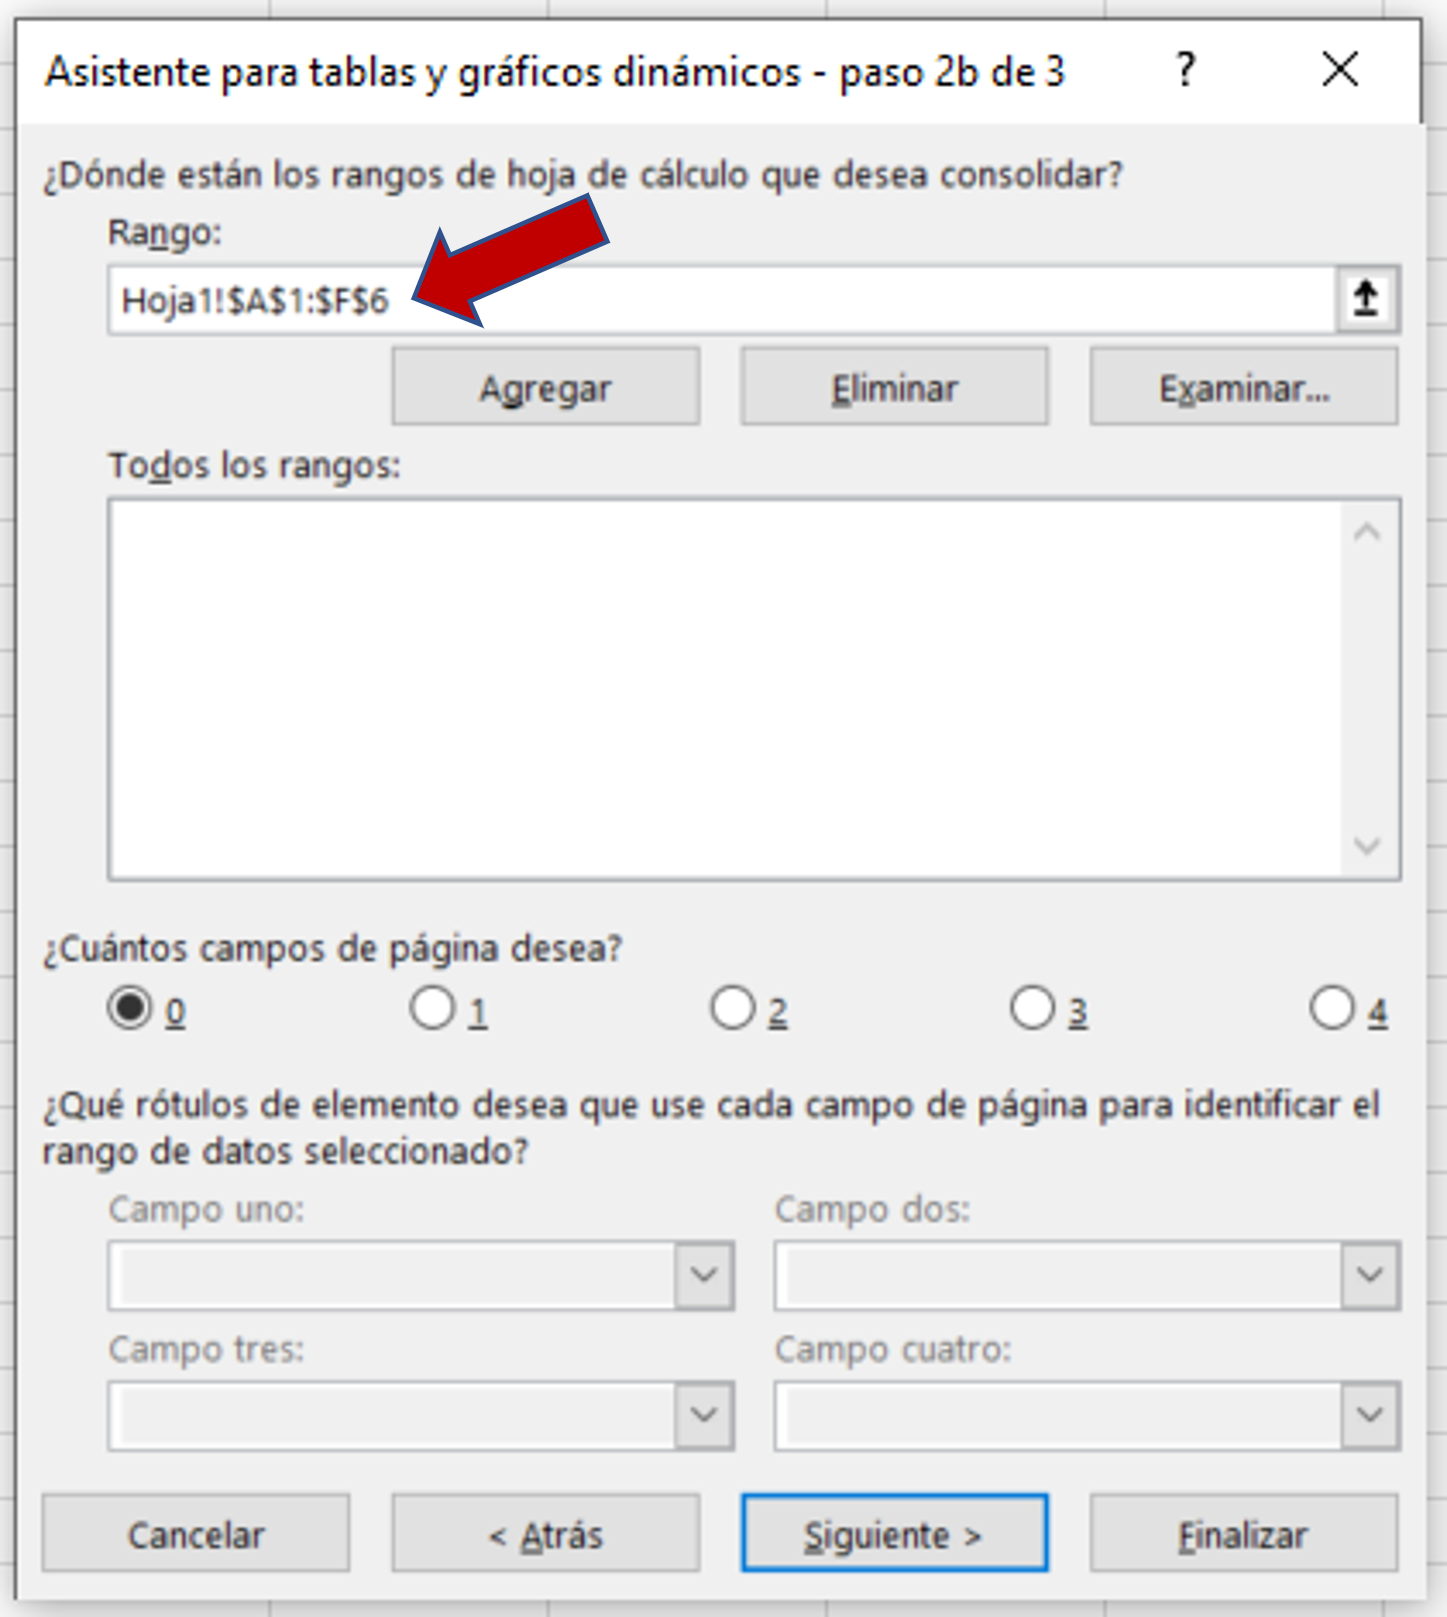 Asistente para tablas y gráficos dinámicos - paso 2b de 3 ?
¿Dónde están los rangos de hoja de cálculo que desea consolidar?
Rango:
Hoja1!$A$1:$F$6
Agregar Eliminar Examinar...
Todos los rangos:
¿Cuántos campos de página desea?
0 1 2 3 4
¿Qué rótulos de elemento desea que use cada campo de página para identificar el
rango de datos seleccionado?
Campo uno: Campo dos:
Campo tres: Campo cuatro:
Cancelar < Atrás Siguiente > Finalizar